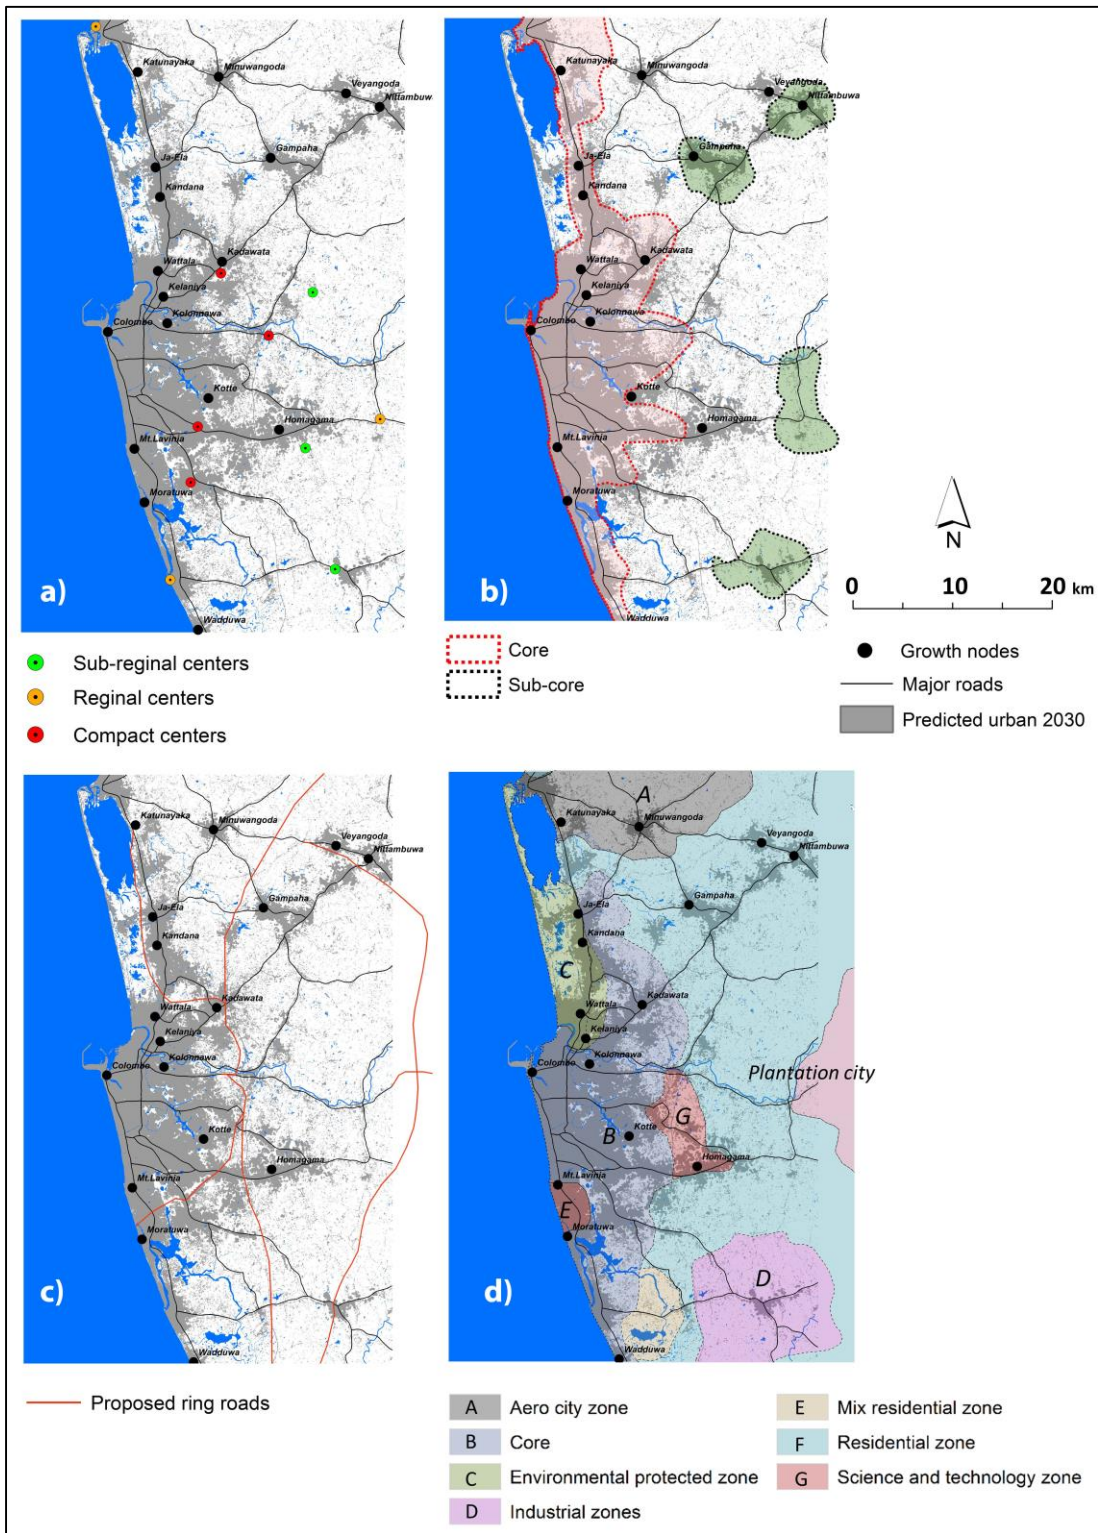 Katunayaka
Minuwangoda
Veyangoda
Nittambuw
Ja-Ela
Gampaha
Kandana
Wattala
Kadawata
Kelaniya
Kolonnawa
Colombo
Kotte
Homagama
Mt.Lavinia
Moratuwa
Wadduwa
a)
Katunayaka
Minuwangoda
Veyangoda
Nittambuwa
Gampaha
Ja-Ela
Kandana
Wattala
Kadawata
Kelaniya
Kolonnawa
Colombo
Kotte
Homagama
Mt.Lavinia
Moratuwa
Wadduwa
b)
N
0 10 20 km
Sub-reginal centers
Reginal centers
Compact centers
Core
Sub-core
Growth nodes
Major roads
Predicted urban 2030
Katunayaka
Minuwangoda
Veyangoda
Nittambuwa
Ja-Ela
Gampaha
Kandana
Wattala
Kadawata
Kelaniya
Kolonnawa
Colombo
Kotte
Homagama
Mt.Lavinia
Moratuwa
Wadduwa
c)
A
Katunayaka
Minuwangoda
Veyangoda
Nittambuwa
Ja-Ela
Gampaha
Kandana
C
Wattala
Kadawata
Kelaniya
Kolonnawa
Colombo
Plantation city
G
B
Kotte
Homagama
Mt.Lavinia
E
Moratuwa
D
Wadduwa
d)
Proposed ring roads
A Aero city zone
B Core
C Environmental protected zone
D Industrial zones
E Mix residential zone
F Residential zone
G Science and technology zone